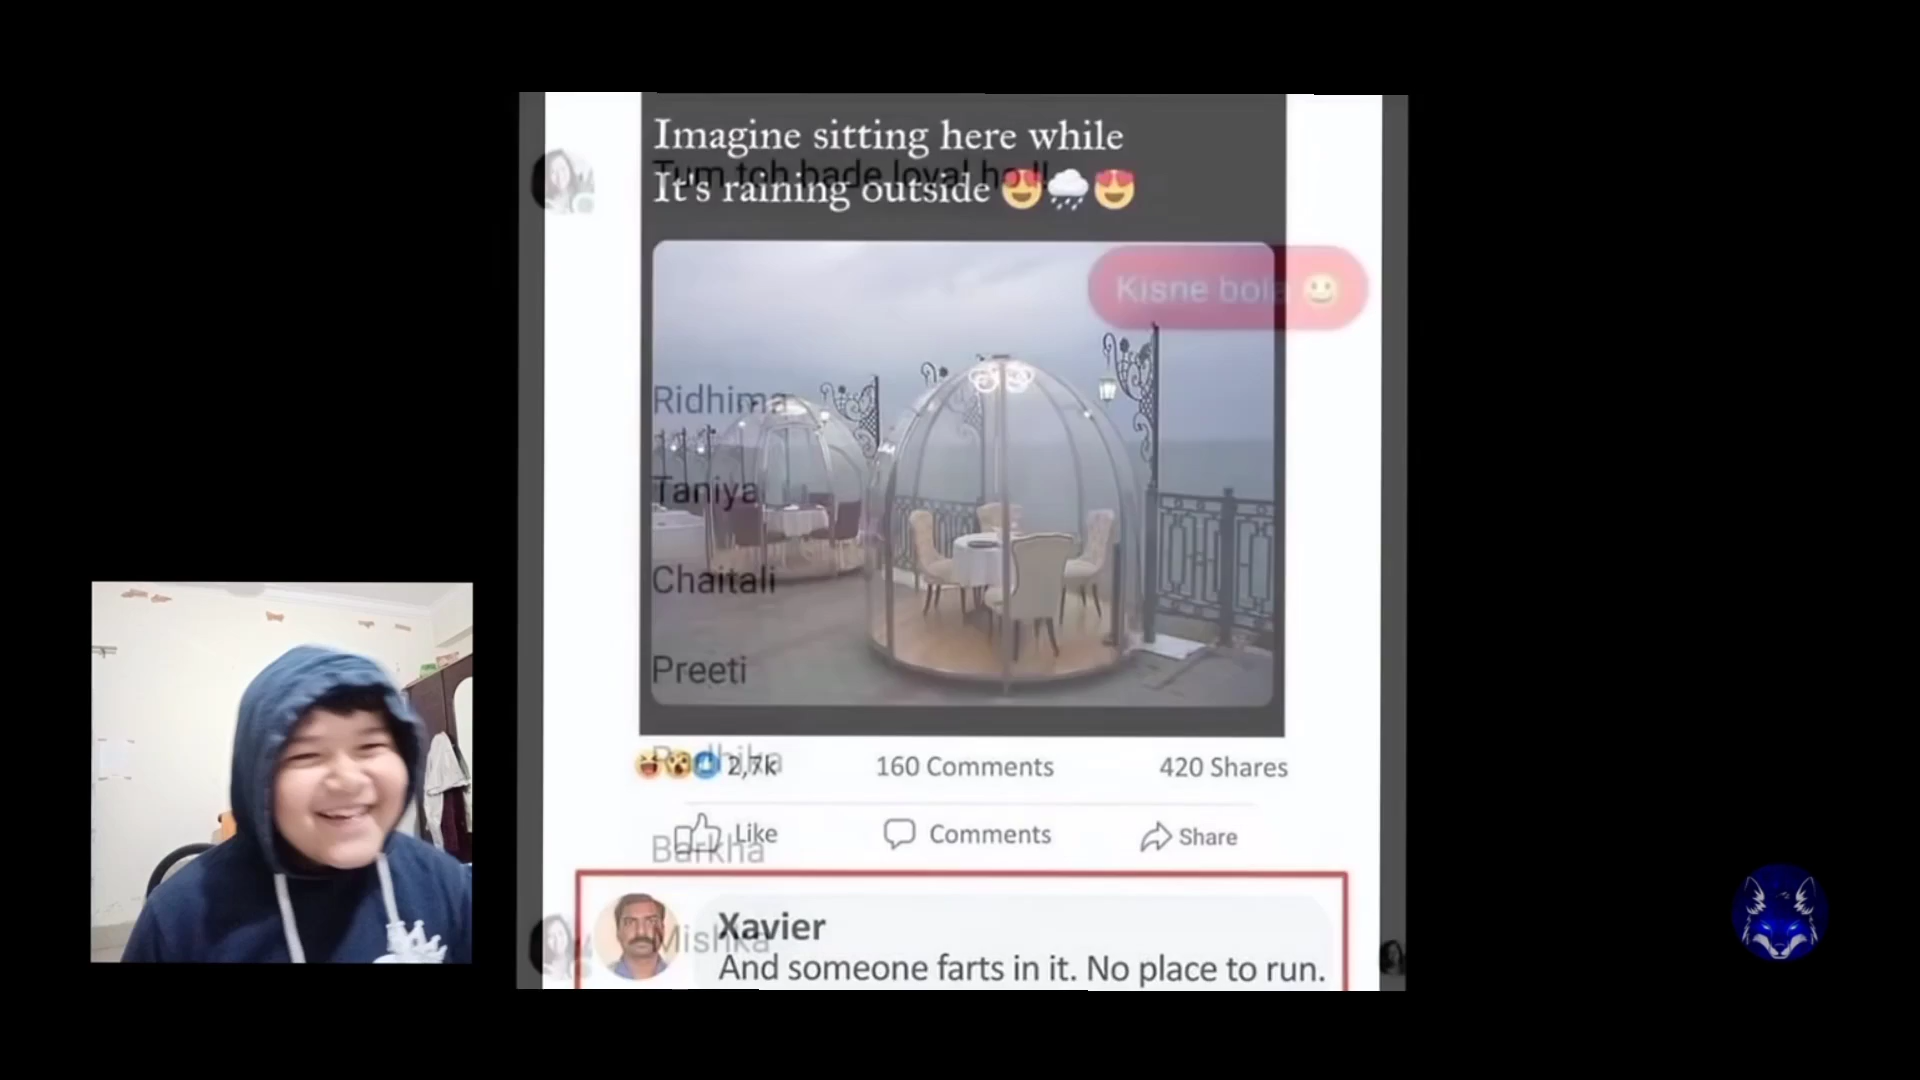 Imagine sitting here while
Tum toh bade loyal ho !!
It's raining outside 😍🌧️😍
Kisne bola 🙂
Ridhima
Taniya
Chaitali
Preeti
Radhika
2,7k 160 Comments 420 Shares
Like Comments Share
Barkha
Xavier
Mishka
And someone farts in it. No place to run.